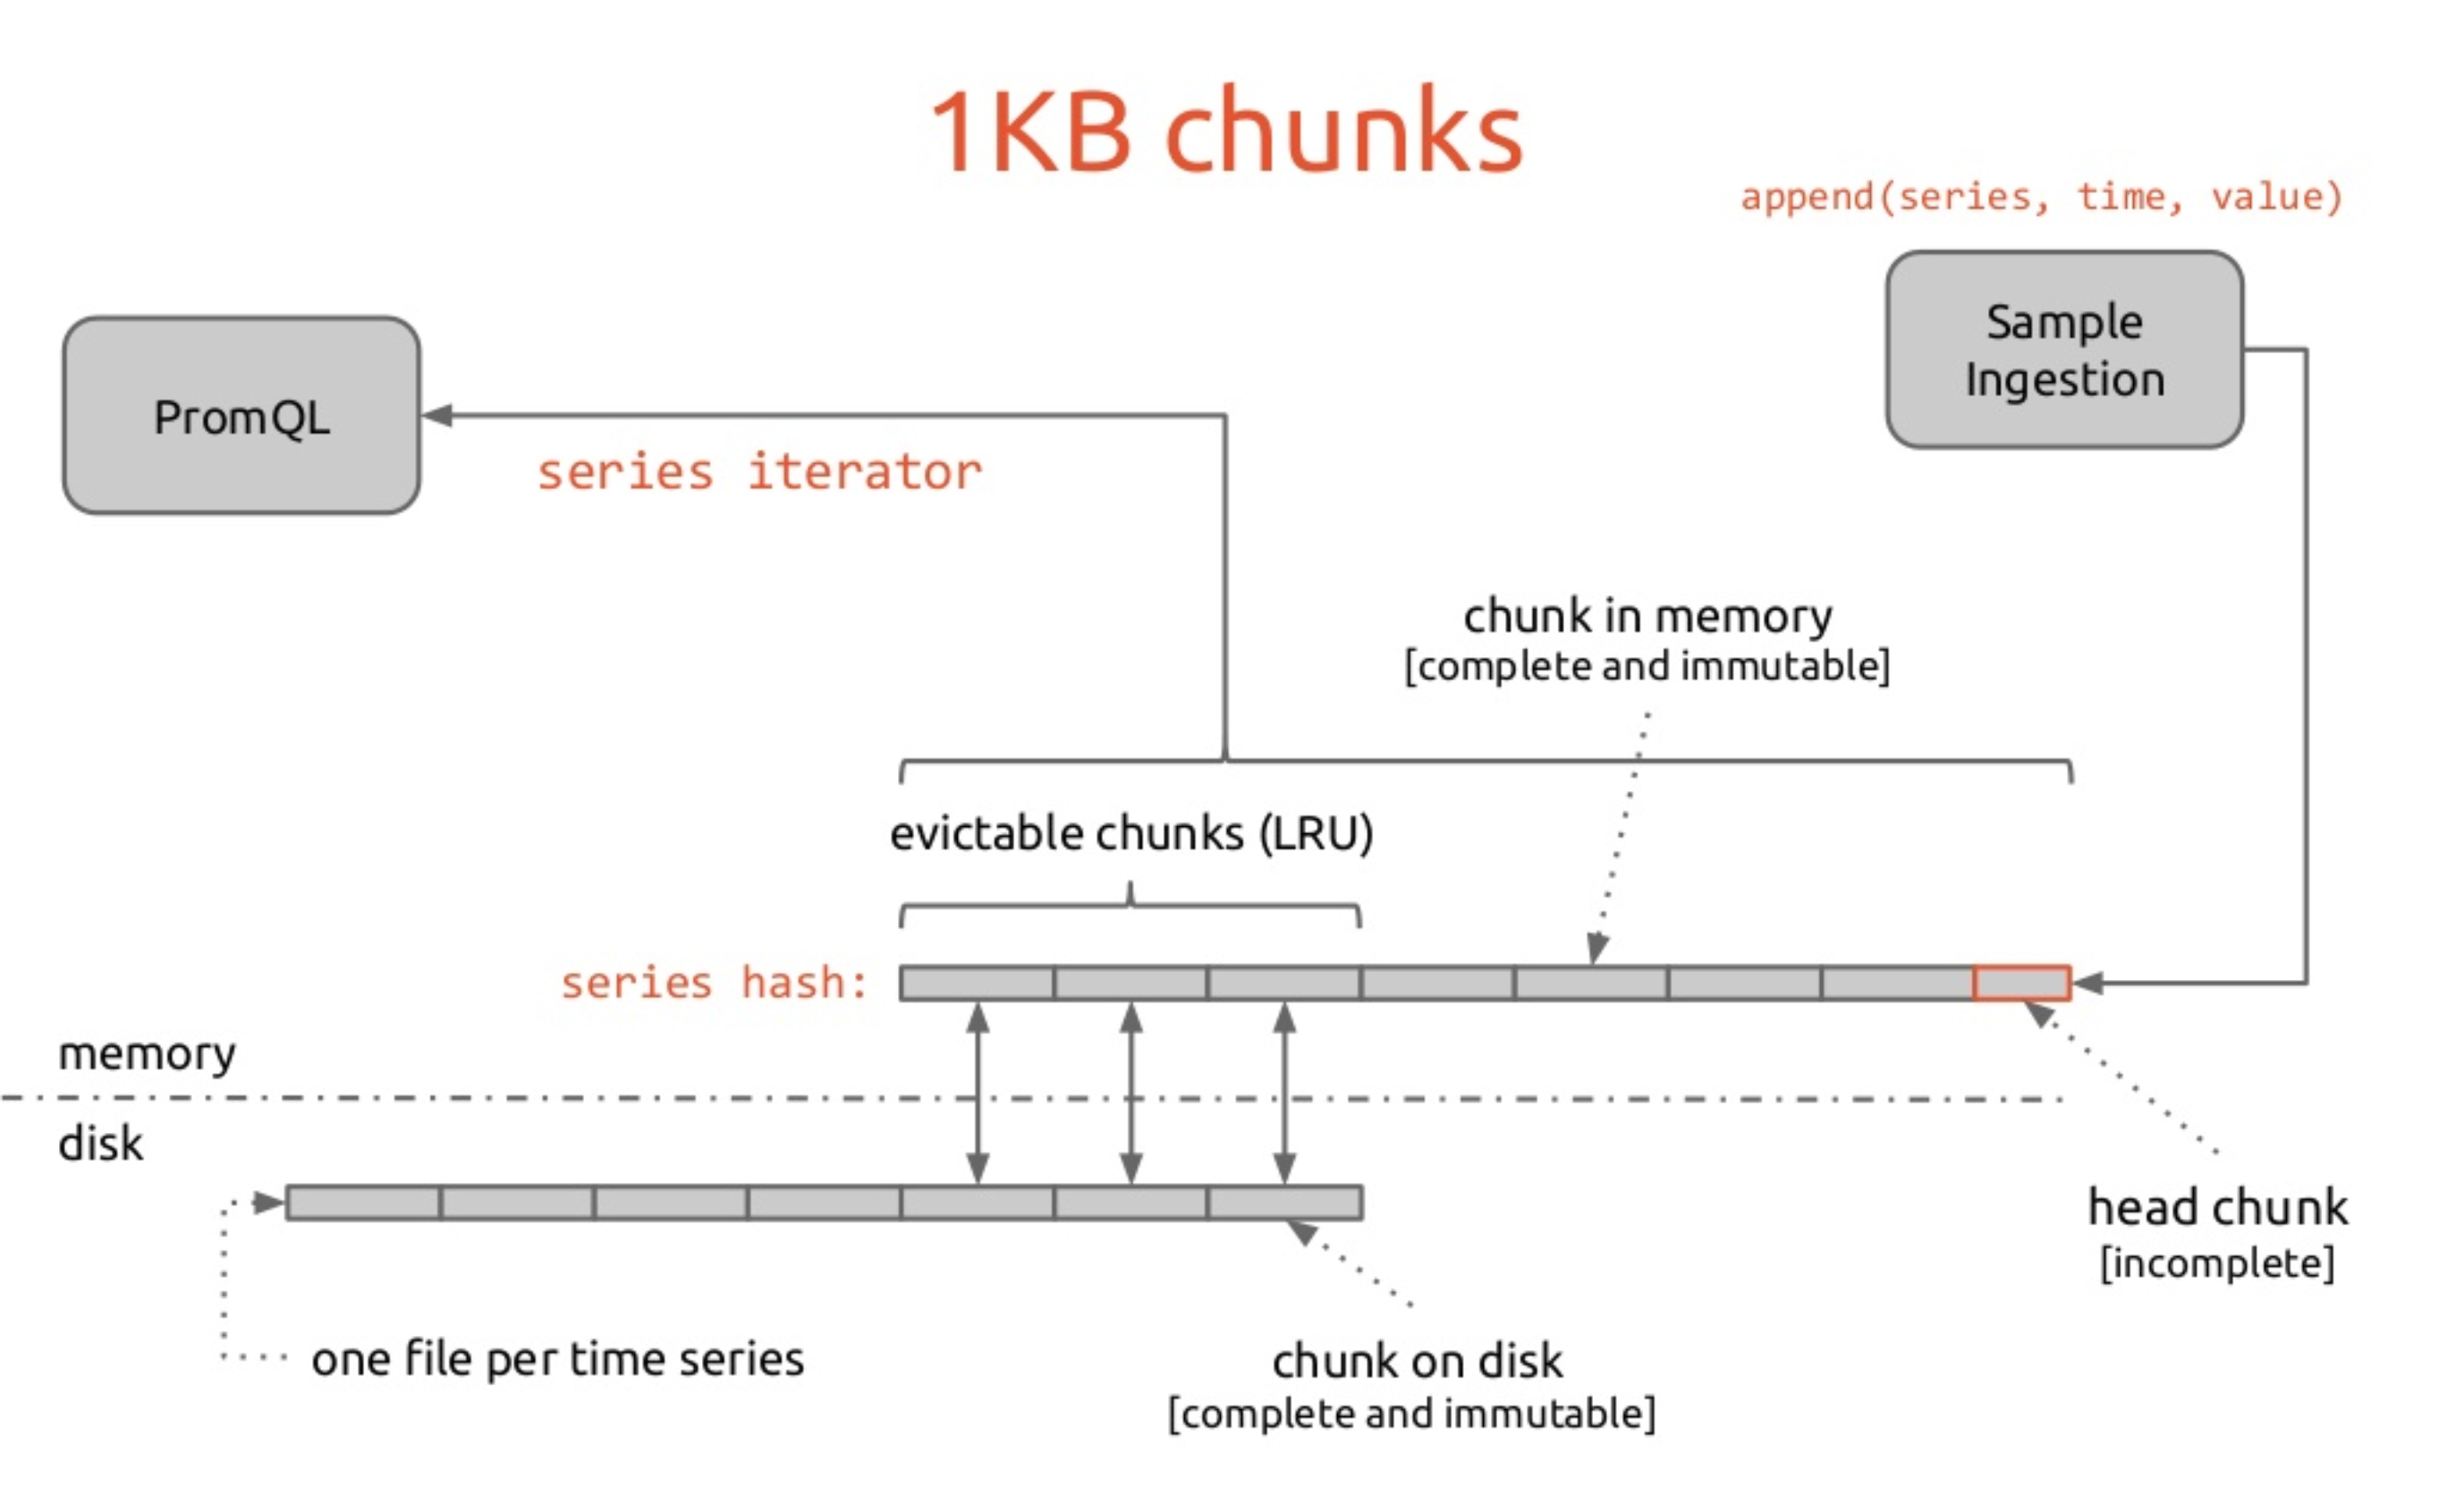 1KB chunks
append(series, time, value)
Sample
Ingestion
PromQL
series iterator
chunk in memory
[complete and immutable]
evictable chunks (LRU)
series hash:
memory
disk
head chunk
[incomplete]
one file per time series
chunk on disk
[complete and immutable]